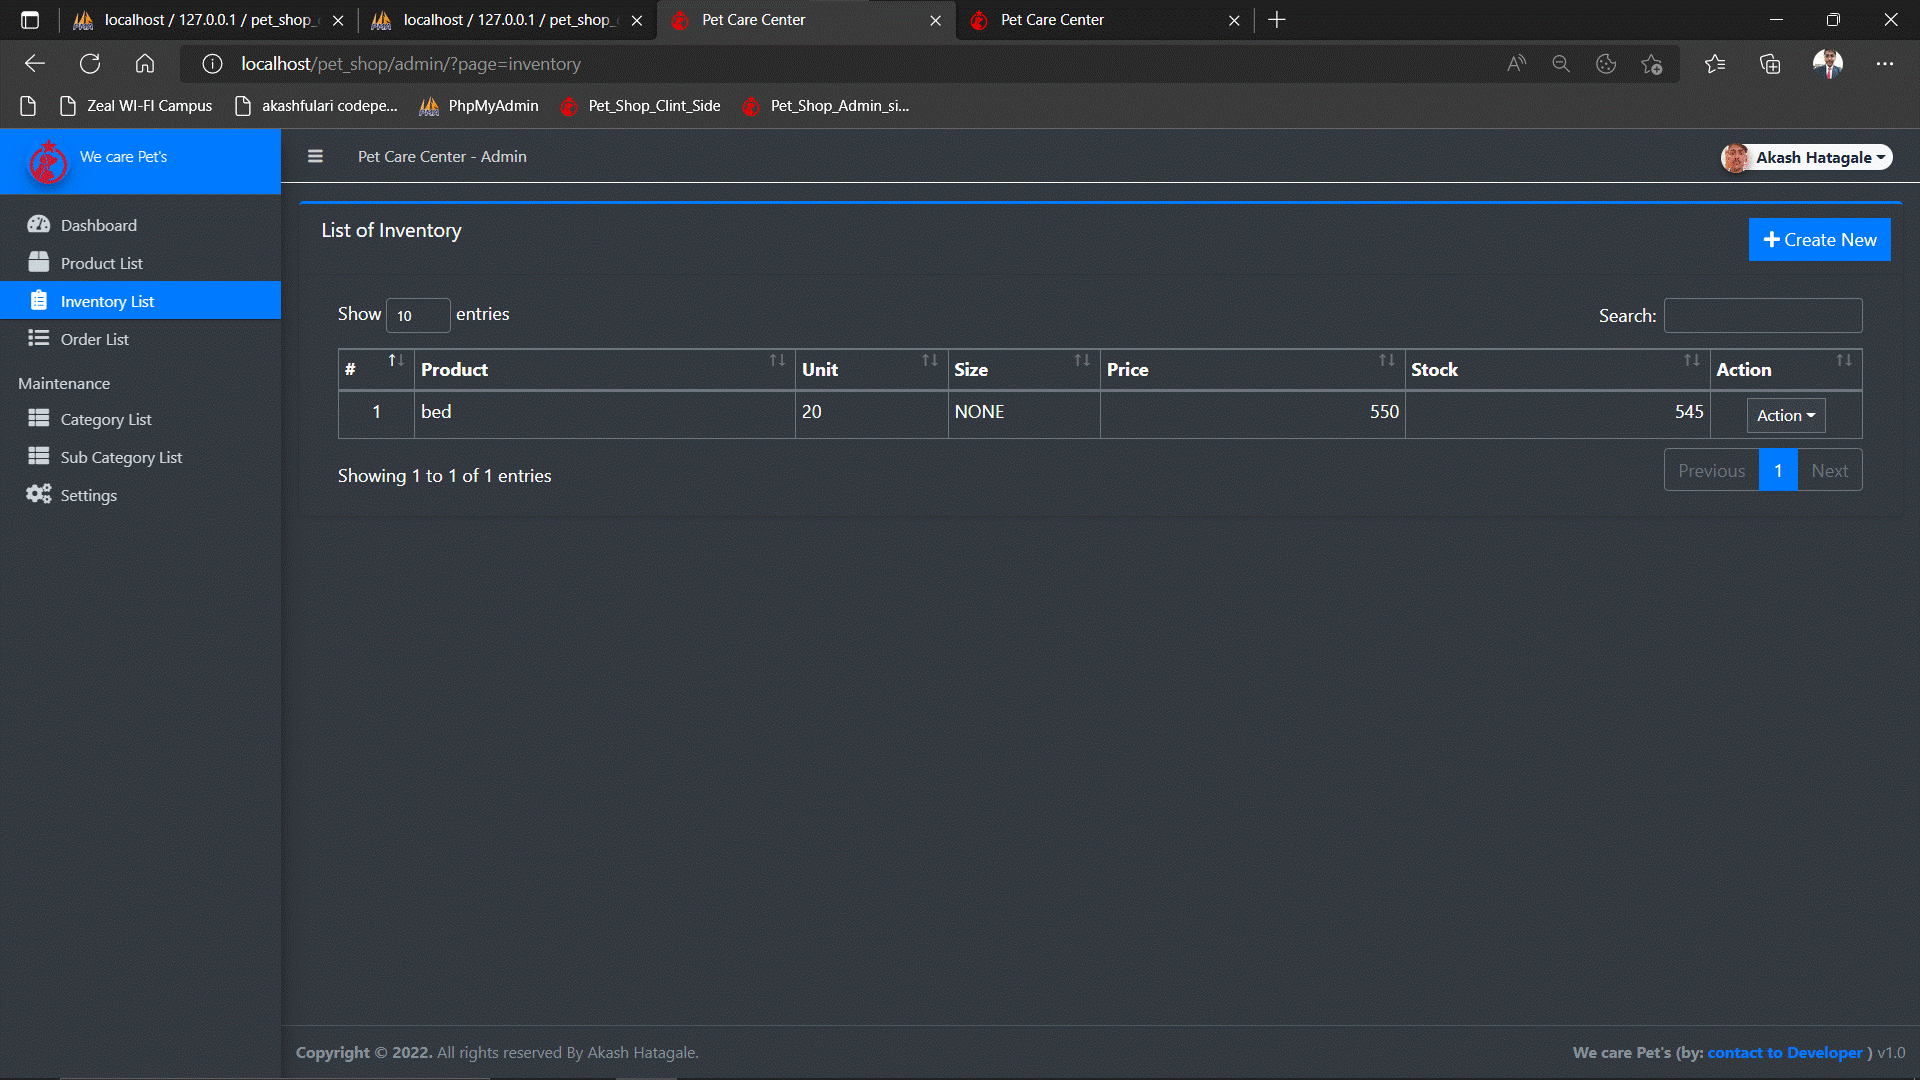 localhost / 127.0.0.1 / pet_shop_
localhost / 127.0.0.1 / pet_shop_
Pet Care Center
Pet Care Center
localhost/pet_shop/admin/?page=inventory
Zeal WI-FI Campus
akashfulari codepe...
PhpMyAdmin
Pet_Shop_Clint_Side
Pet_Shop_Admin_si...
We care Pet's
Pet Care Center - Admin
Akash Hatagale
Dashboard
Product List
Inventory List
Order List
Maintenance
Category List
Sub Category List
Settings
List of Inventory
Create New
Show 10 entries
Search:
# Product Unit Size Price Stock Action
1 bed 20 NONE 550 545 Action
Showing 1 to 1 of 1 entries
Previous 1 Next
Copyright © 2022. All rights reserved By Akash Hatagale.
We care Pet's (by: contact to Developer ) v1.0